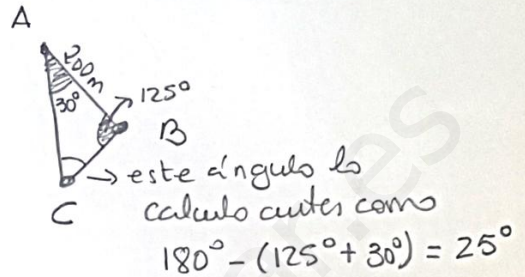 A
200m
30°
125°
B
→ este ángulo lo
C
calculo antes como
180° - (125° + 30°) = 25°